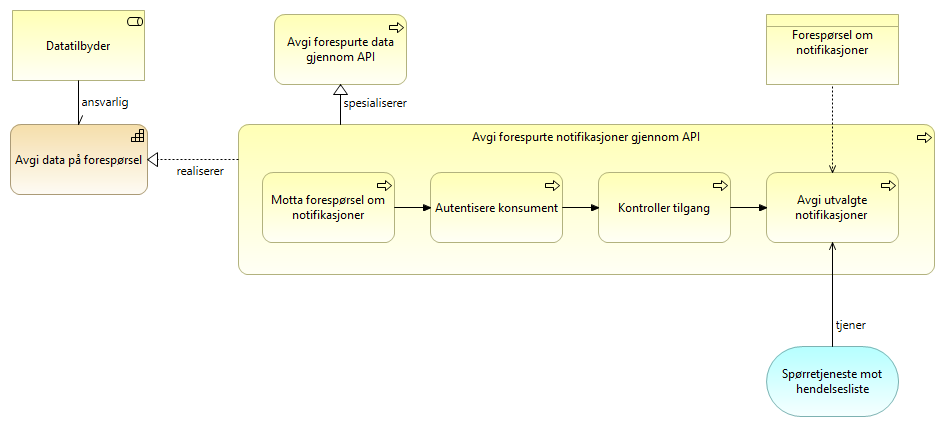 Datatilbyder
Avgi forespurte data
gjennom API
Forespørsel om
notifikasjoner
ansvarlig
spesialiserer
Avgi data på forespørsel
realiserer
Avgi forespurte notifikasjoner gjennom API
Motta forespørsel om
notifikasjoner
Autentisere konsument
Kontroller tilgang
Avgi utvalgte
notifikasjoner
tjener
Spørretjeneste mot
hendelsesliste